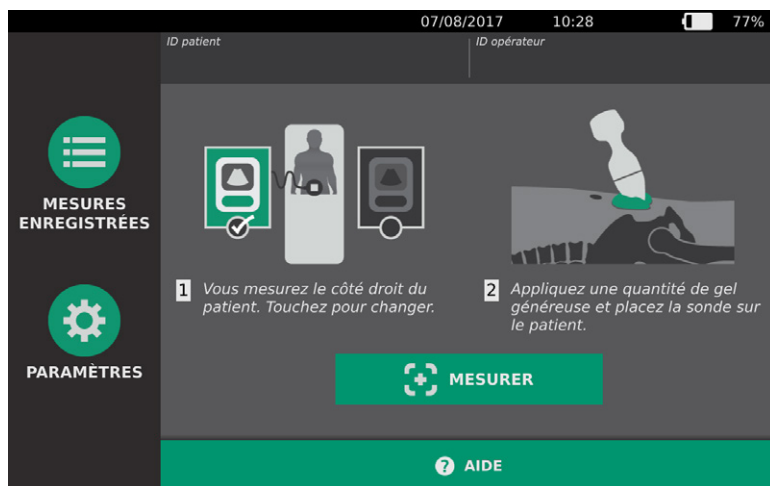 07/08/2017 10:28 77%
ID patient
ID opérateur
MESURES
ENREGISTRÉES
PARAMÈTRES
1 Vous mesurez le côté droit du
patient. Touchez pour changer.
2 Appliquez une quantité de gel
généreuse et placez la sonde sur
le patient.
MESURER
? AIDE